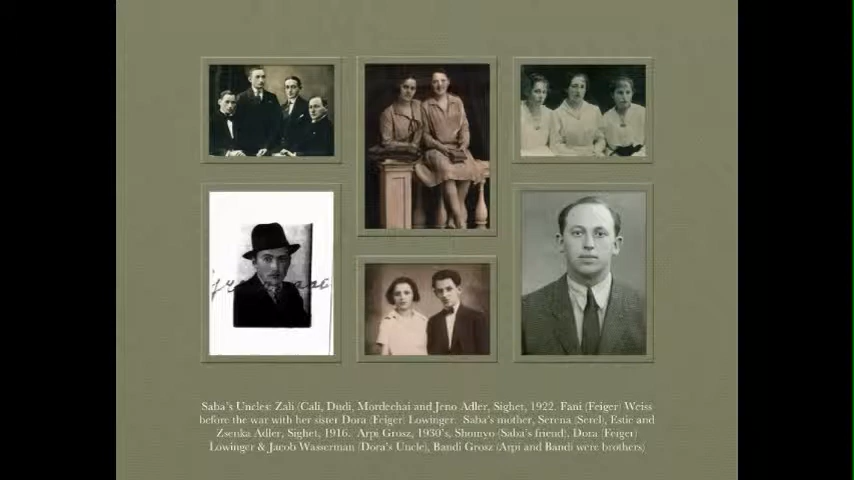 Saba's Uncles: Zali (Cali, Dudi, Mordechai and Jeno Adler, Sighet, 1922. Fani (Feiger) Weiss
before the war with her sister Dora (Feiger) Lowinger. Saba's mother, Serena (Serel), Estic and
Zsenka Adler, Sighet, 1916. Arpi Grosz, 1930's, Shomyo (Saba's friend). Dora (Feiger)
Lowinger & Jacob Wasserman (Dora's Uncle), Bandi Grosz (Arpi and Bandi were brothers)